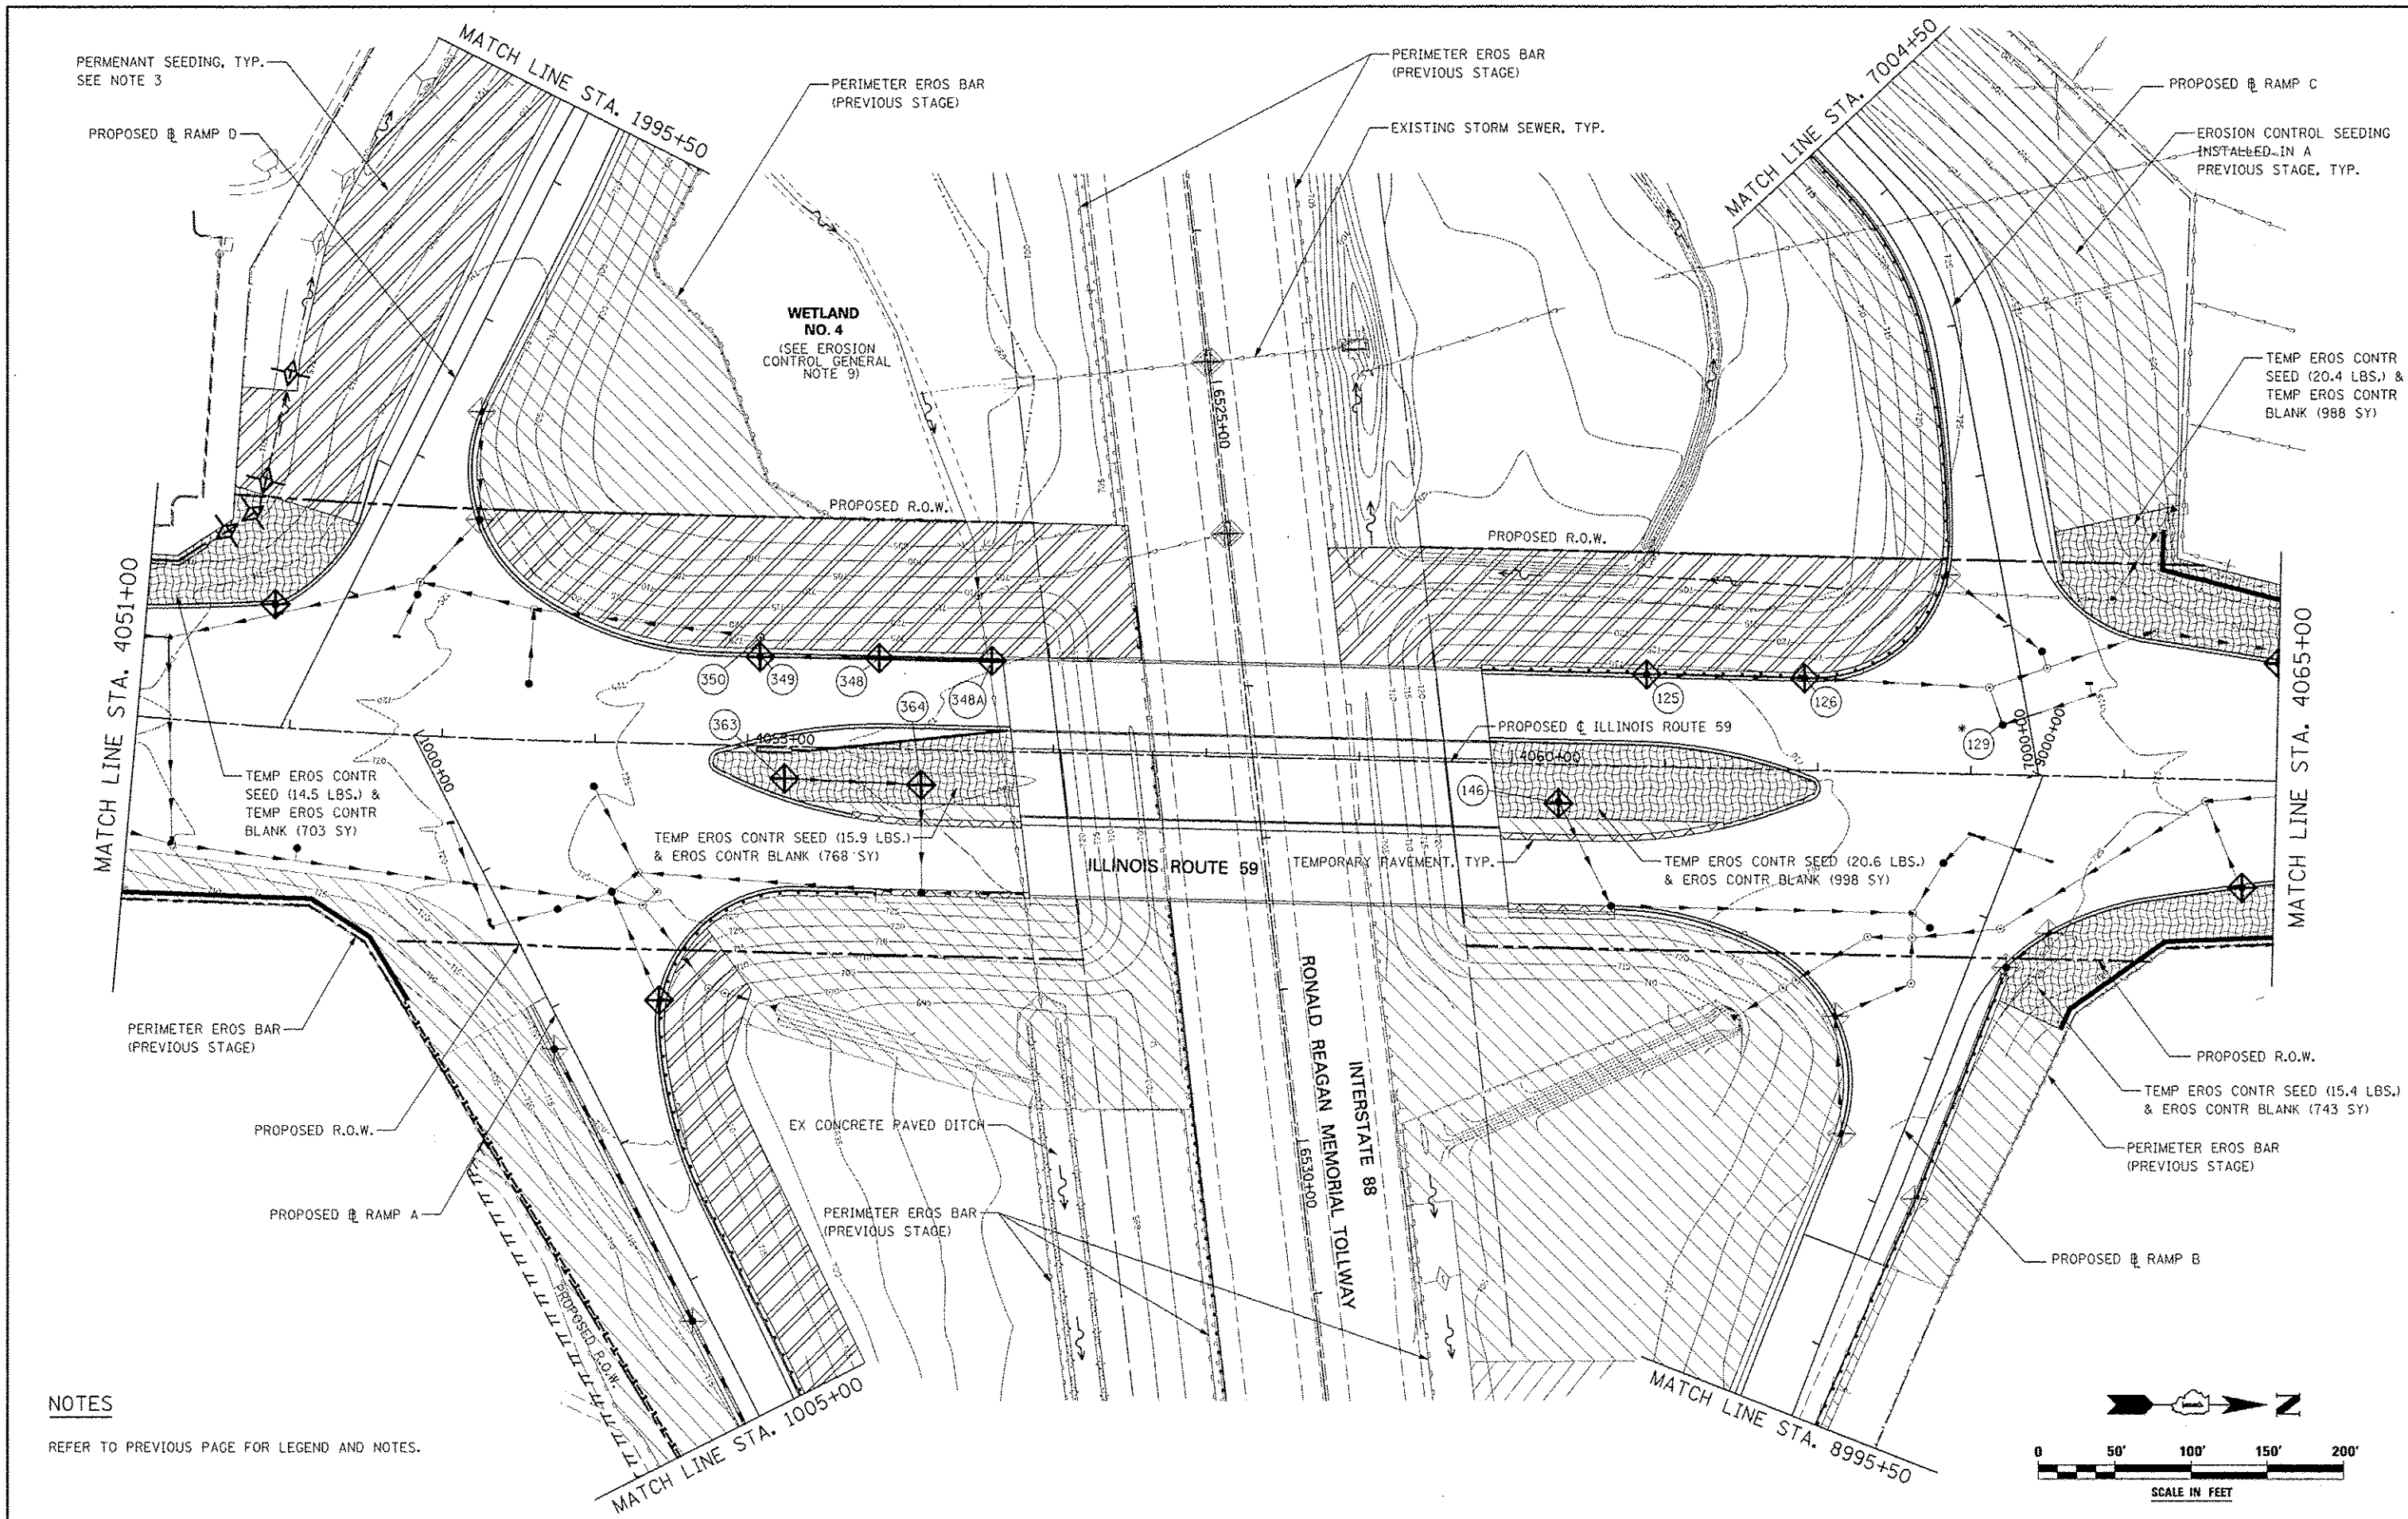 MATCH LINE STA. 1995+50
PERMENANT SEEDING, TYP.
SEE NOTE 3
PROPOSED ⅊ RAMP D
PERIMETER EROS BAR
(PREVIOUS STAGE)
PERIMETER EROS BAR
(PREVIOUS STAGE)
EXISTING STORM SEWER, TYP.
MATCH LINE STA. 7004+50
PROPOSED ⅊ RAMP C
EROSION CONTROL SEEDING
INSTALLED IN A
PREVIOUS STAGE, TYP.
WETLAND
NO. 4
(SEE EROSION
CONTROL GENERAL
NOTE 9)
16525+00
TEMP EROS CONTR
SEED (20.4 LBS.) &
TEMP EROS CONTR
BLANK (988 SY)
PROPOSED R.O.W.
PROPOSED R.O.W.
MATCH LINE STA. 4051+00
MATCH LINE STA. 4065+00
350
349
348
348A
125
126
363
364
*
129
4055+00
1000+00
PROPOSED ℄ ILLINOIS ROUTE 59
4060+00
7000+00
9000+00
146
TEMP EROS CONTR
SEED (14.5 LBS.) &
TEMP EROS CONTR
BLANK (703 SY)
TEMP EROS CONTR SEED (15.9 LBS.)
& EROS CONTR BLANK (768 SY)
ILLINOIS ROUTE 59
TEMPORARY PAVEMENT, TYP.
TEMP EROS CONTR SEED (20.6 LBS.)
& EROS CONTR BLANK (998 SY)
PERIMETER EROS BAR
(PREVIOUS STAGE)
PROPOSED R.O.W.
PROPOSED ⅊ RAMP A
EX CONCRETE PAVED DITCH
PERIMETER EROS BAR
(PREVIOUS STAGE)
INTERSTATE 88
RONALD REAGAN MEMORIAL TOLLWAY
16530+00
PROPOSED R.O.W.
TEMP EROS CONTR SEED (15.4 LBS.)
& EROS CONTR BLANK (743 SY)
PERIMETER EROS BAR
(PREVIOUS STAGE)
PROPOSED ⅊ RAMP B
PROPOSED R.O.W.
MATCH LINE STA. 1005+00
MATCH LINE STA. 8995+50
NOTES
REFER TO PREVIOUS PAGE FOR LEGEND AND NOTES.
N
0 50' 100' 150' 200'
SCALE IN FEET